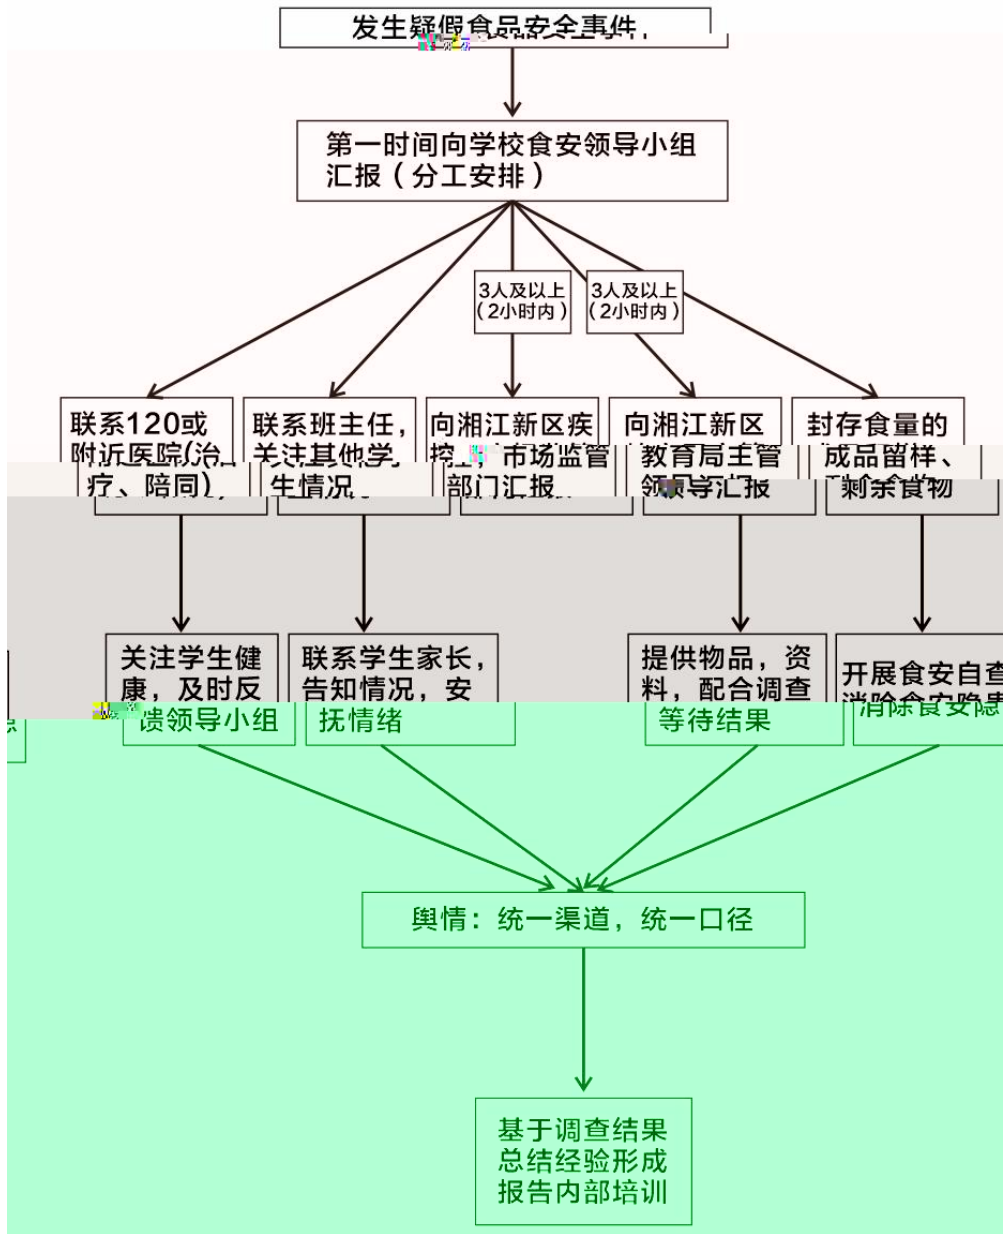 发生疑假食品安全事件
第一时间向学校食安领导小组
汇报（分工安排）
3人及以上
（2小时内）
3人及以上
（2小时内）
联系120或
附近医院(治
疗、陪同)
联系班主任，
关注其他学
生情况
向湘江新区疾
控，市场监管
部门汇报
向湘江新区
教育局主管
领导汇报
封存食量的
成品留样、
剩余食物
关注学生健
康，及时反
馈领导小组
联系学生家长，
告知情况，安
抚情绪
提供物品，资
料，配合调查
等待结果
开展食安自查
消除食安隐患
舆情：统一渠道，统一口径
基于调查结果
总结经验形成
报告内部培训